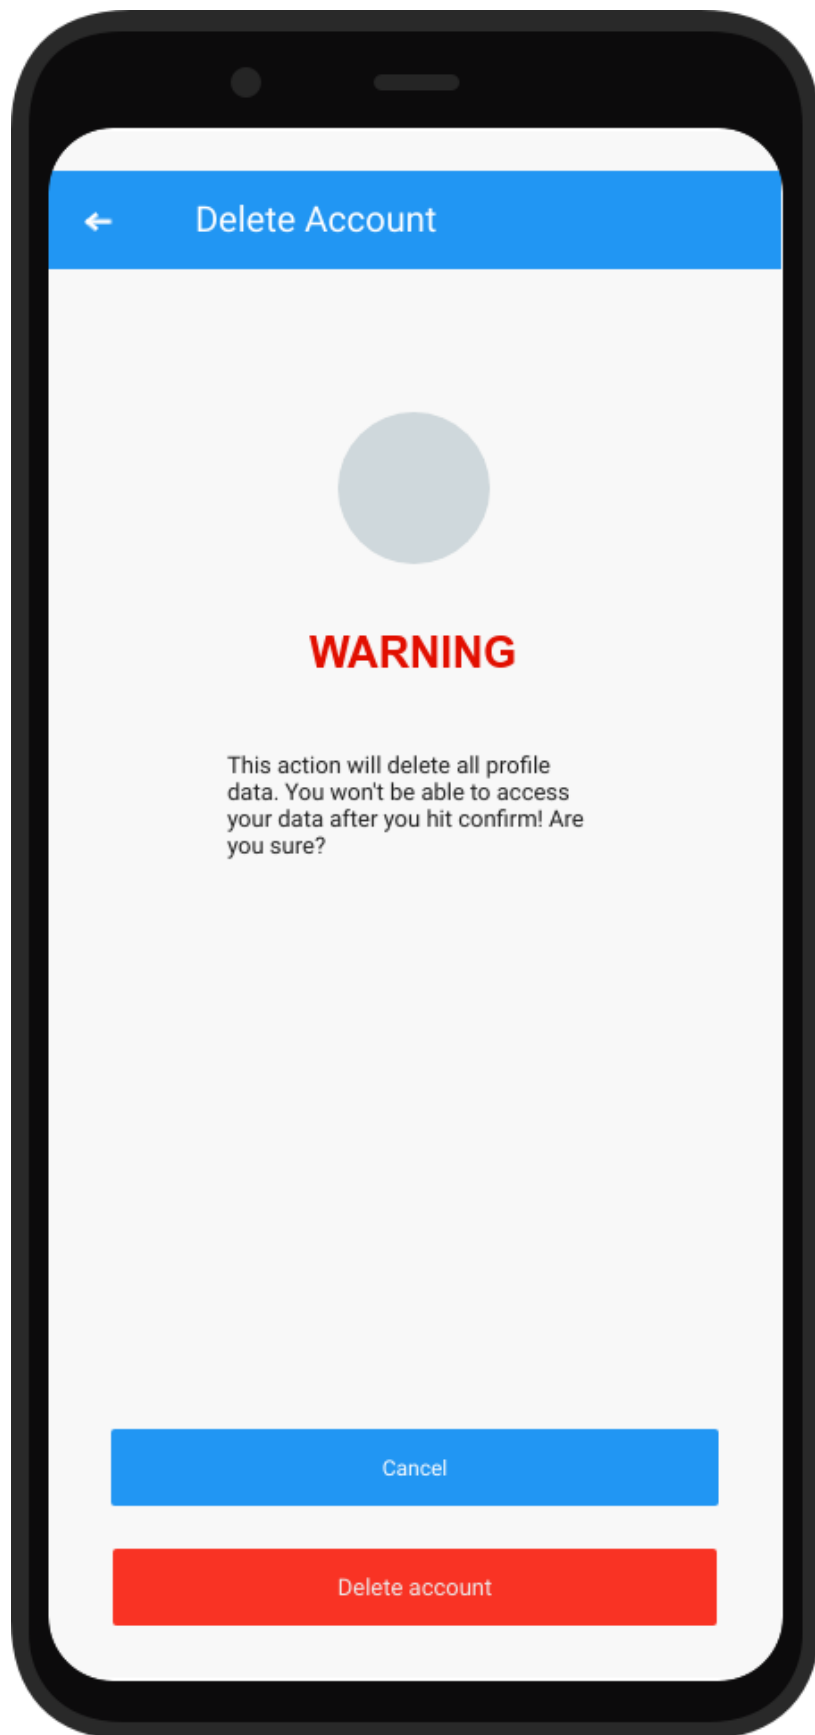 Delete Account
WARNING
This action will delete all profile
data. You won't be able to access
your data after you hit confirm! Are
you sure?
Cancel
Delete account